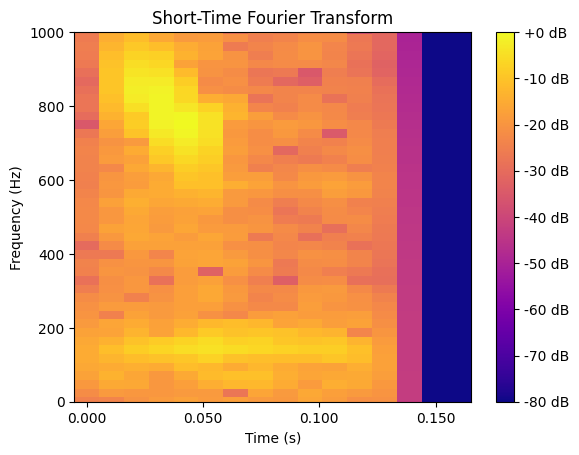 Short-Time Fourier Transform
1000
800
600
400
200
0
Frequency (Hz)
0.000
0.050
0.100
0.150
Time (s)
+0 dB
-10 dB
-20 dB
-30 dB
-40 dB
-50 dB
-60 dB
-70 dB
-80 dB